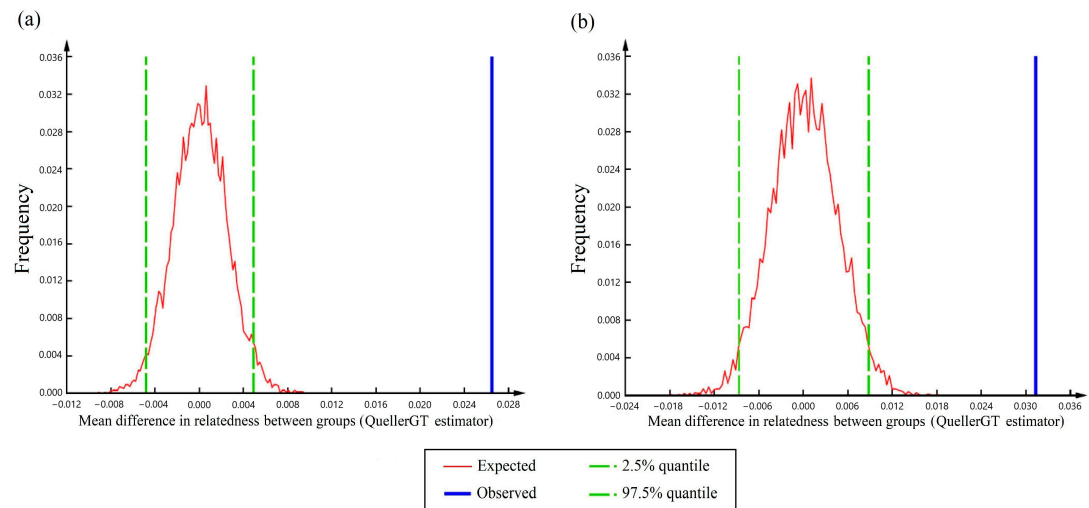 (a)
0.036
0.032
0.028
0.024
0.020
0.016
0.012
0.008
0.004
0.000
Frequency
−0.012 −0.008 −0.004 0.000 0.004 0.008 0.012 0.016 0.020 0.024 0.028
Mean difference in relatedness between groups (QuellerGT estimator)
(b)
0.036
0.032
0.028
0.024
0.020
0.016
0.012
0.008
0.004
0.000
Frequency
−0.024 −0.018 −0.012 −0.006 0.000 0.006 0.012 0.018 0.024 0.030 0.036
Mean difference in relatedness between groups (QuellerGT estimator)
Expected
2.5% quantile
Observed
97.5% quantile